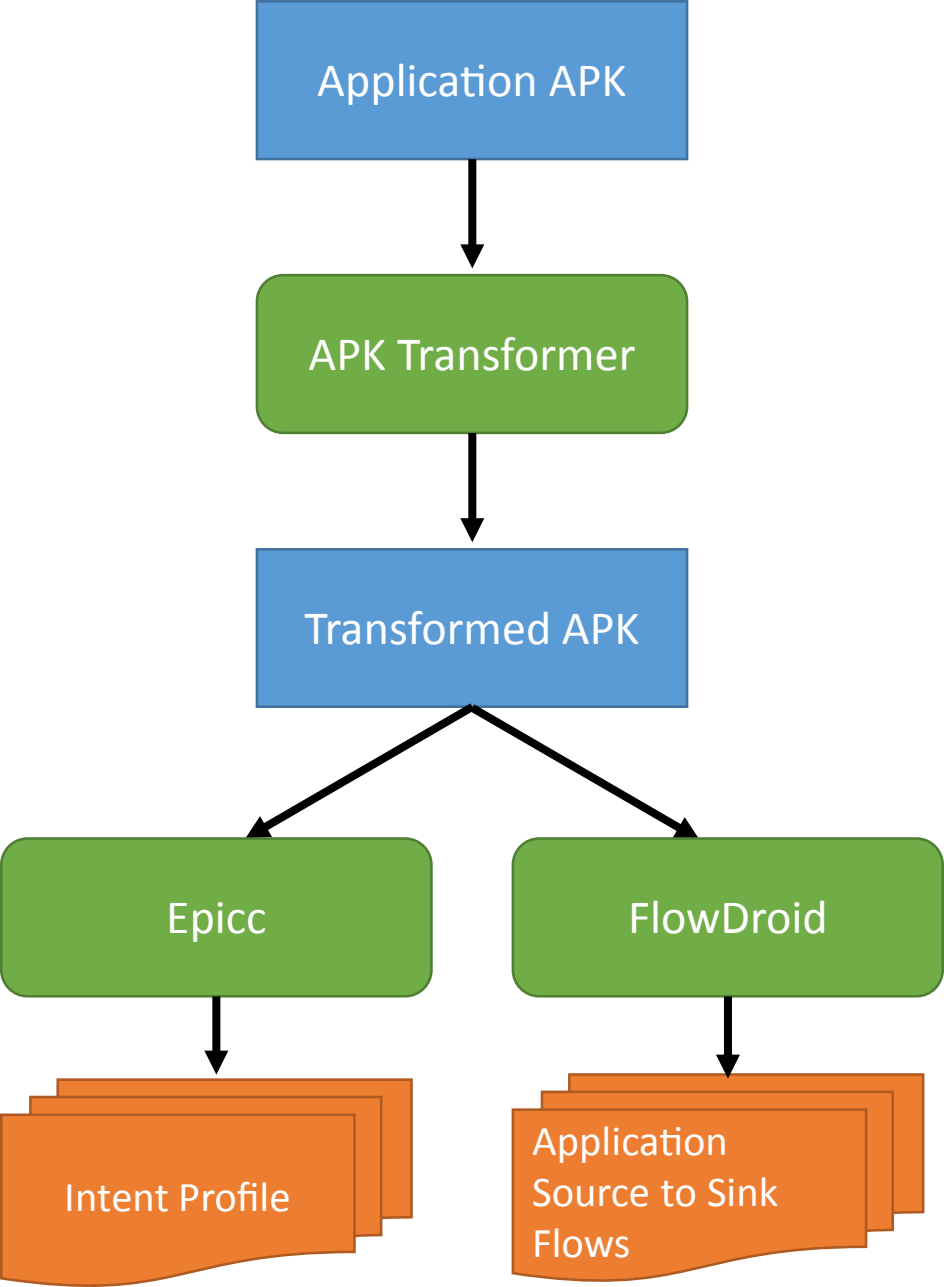 Application APK
APK Transformer
Transformed APK
Epicc
FlowDroid
Intent Profile
Application
Source to Sink
Flows